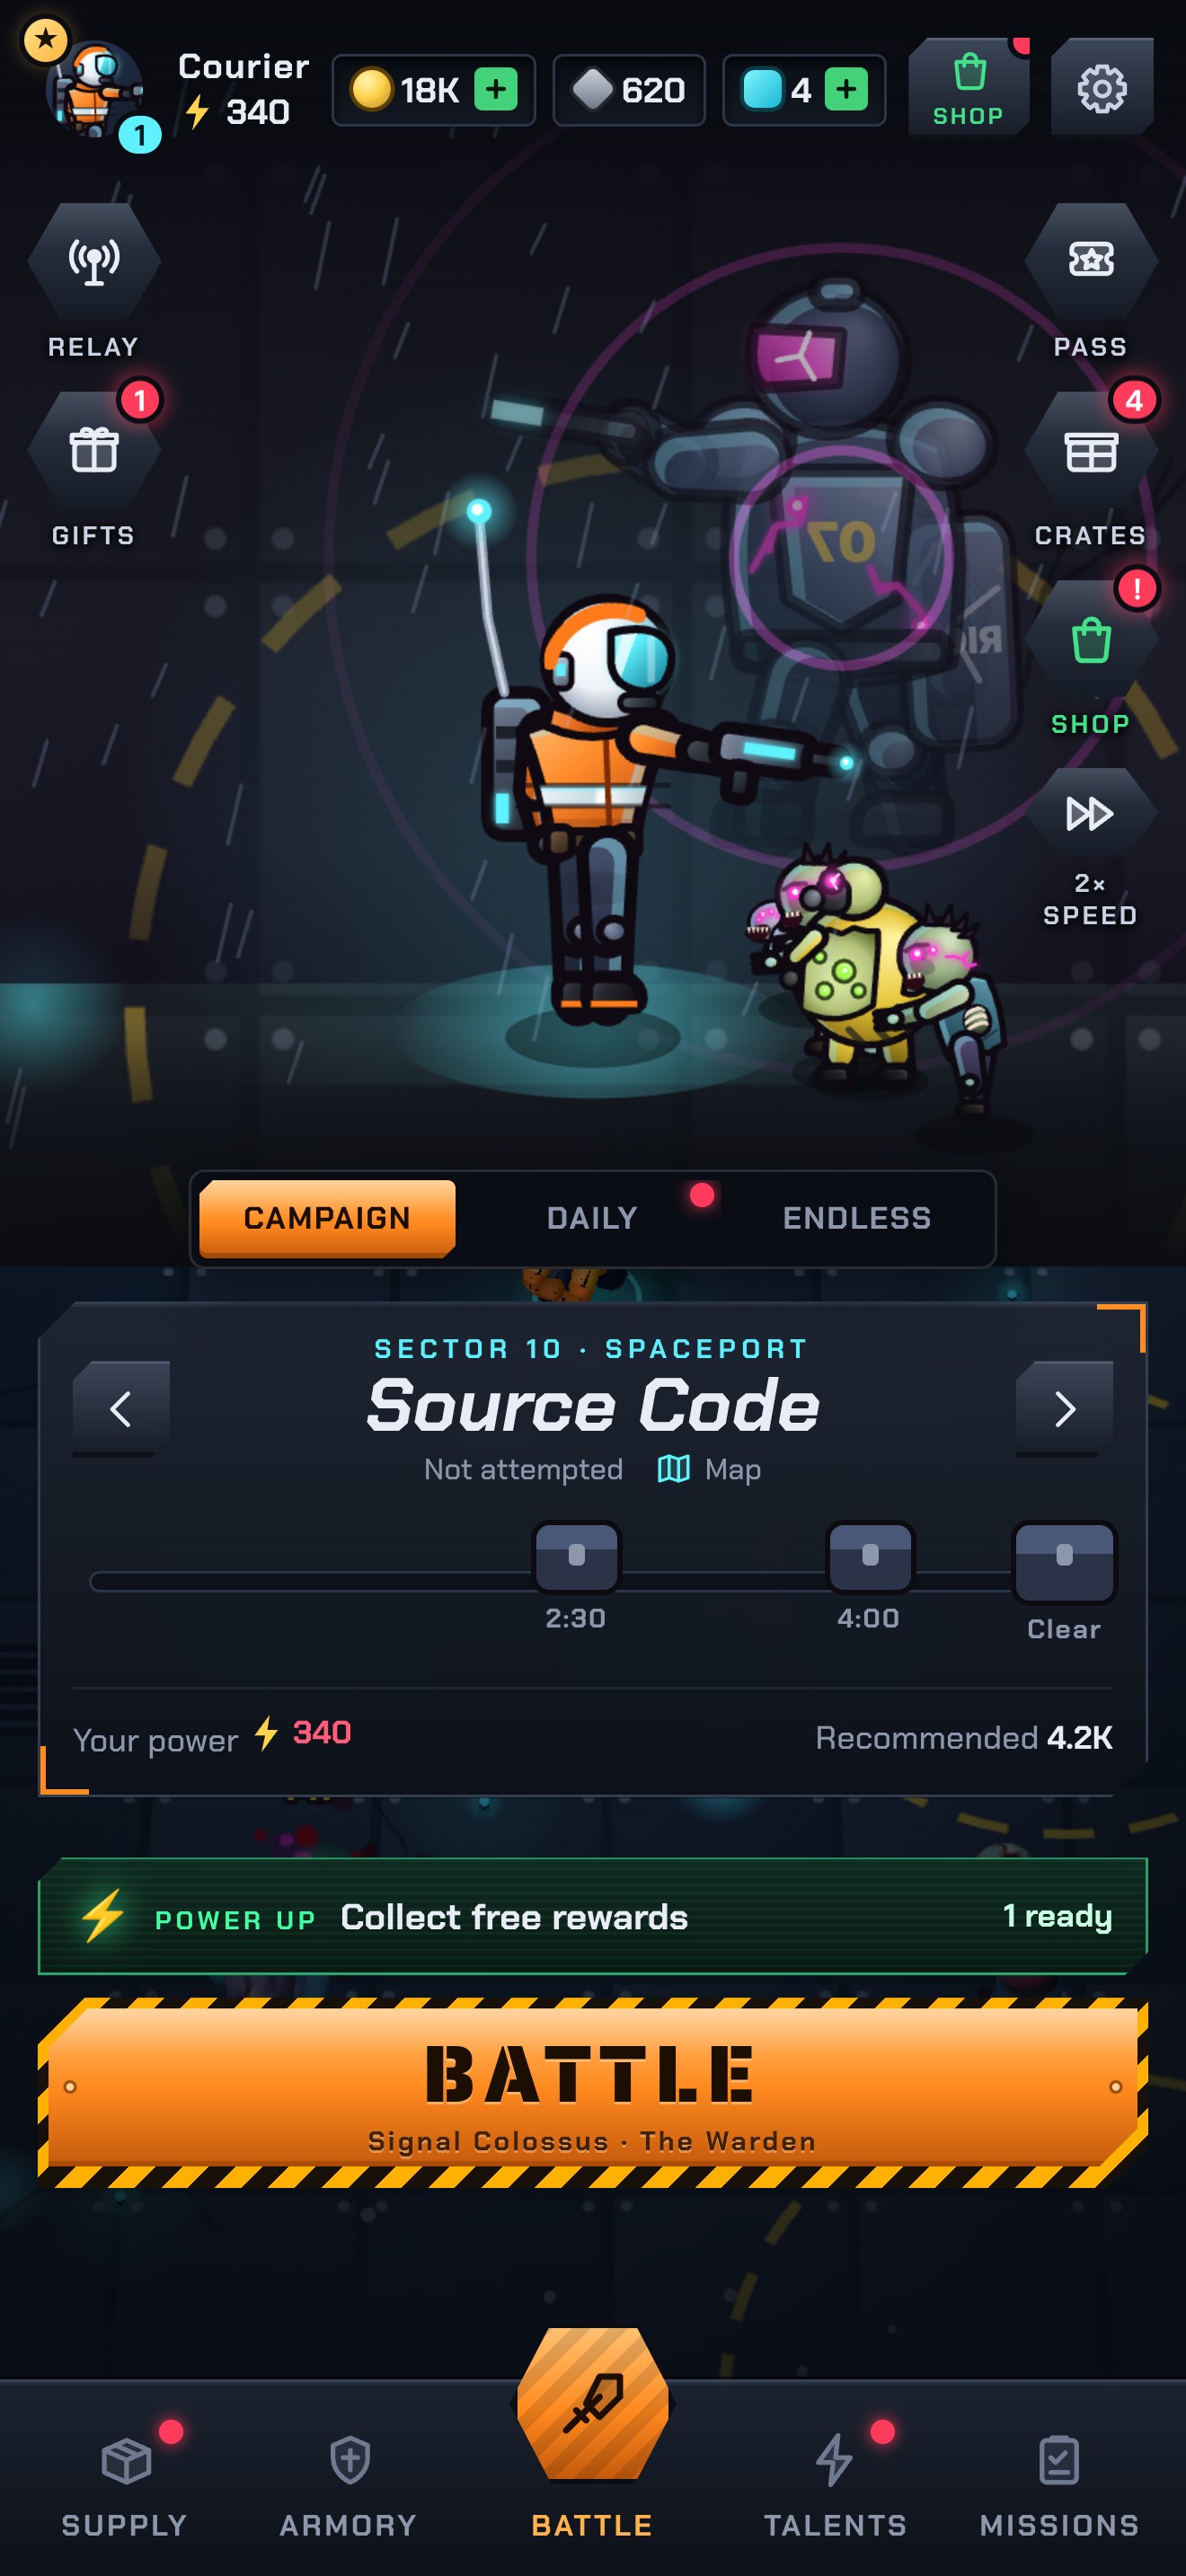 Courier
340
1
18K
620
4
SHOP
RELAY
1
GIFTS
PASS
4
CRATES
!
SHOP
2×
SPEED
07
CAMPAIGN
DAILY
ENDLESS
SECTOR 10 · SPACEPORT
Source Code
Not attempted
Map
2:30
4:00
Clear
Your power 340
Recommended 4.2K
POWER UP Collect free rewards
1 ready
BATTLE
Signal Colossus · The Warden
SUPPLY
ARMORY
BATTLE
TALENTS
MISSIONS